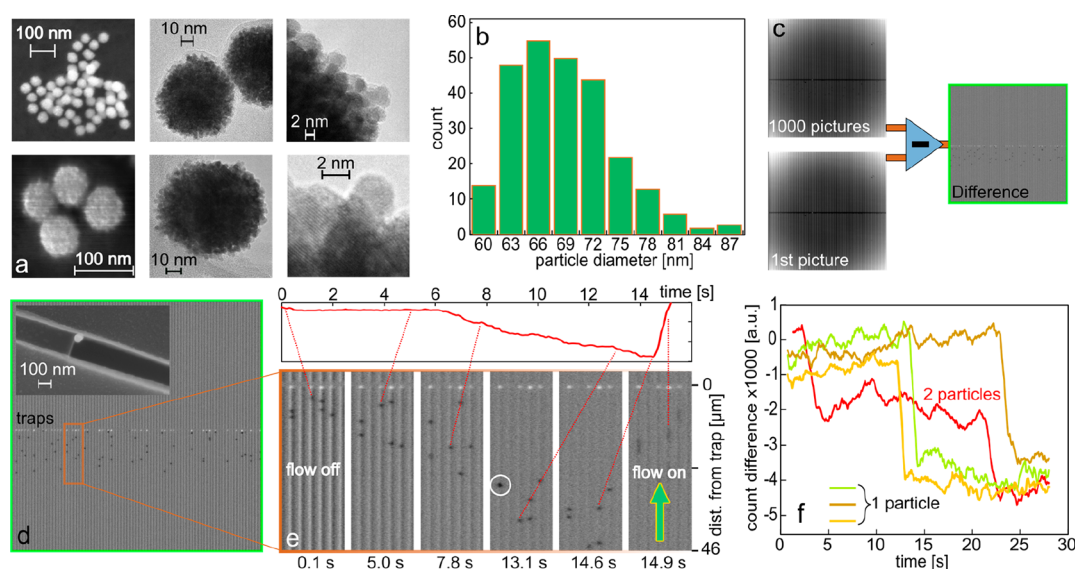 100 nm
10 nm
2 nm
2 nm
a
100 nm
10 nm
b
count
60
50
40
30
20
10
0
60 63 66 69 72 75 78 81 84 87
particle diameter [nm]
c
1000 pictures
1st picture
Difference
100 nm
traps
d
0 2 4 6 8 10 12 14 time [s]
flow off
flow on
e
0
dist. from trap [µm]
46
0.1 s 5.0 s 7.8 s 13.1 s 14.6 s 14.9 s
count difference x1000 [a.u.]
1
0
-1
-2
-3
-4
-5
2 particles
1 particle
f
0 5 10 15 20 25 30
time [s]